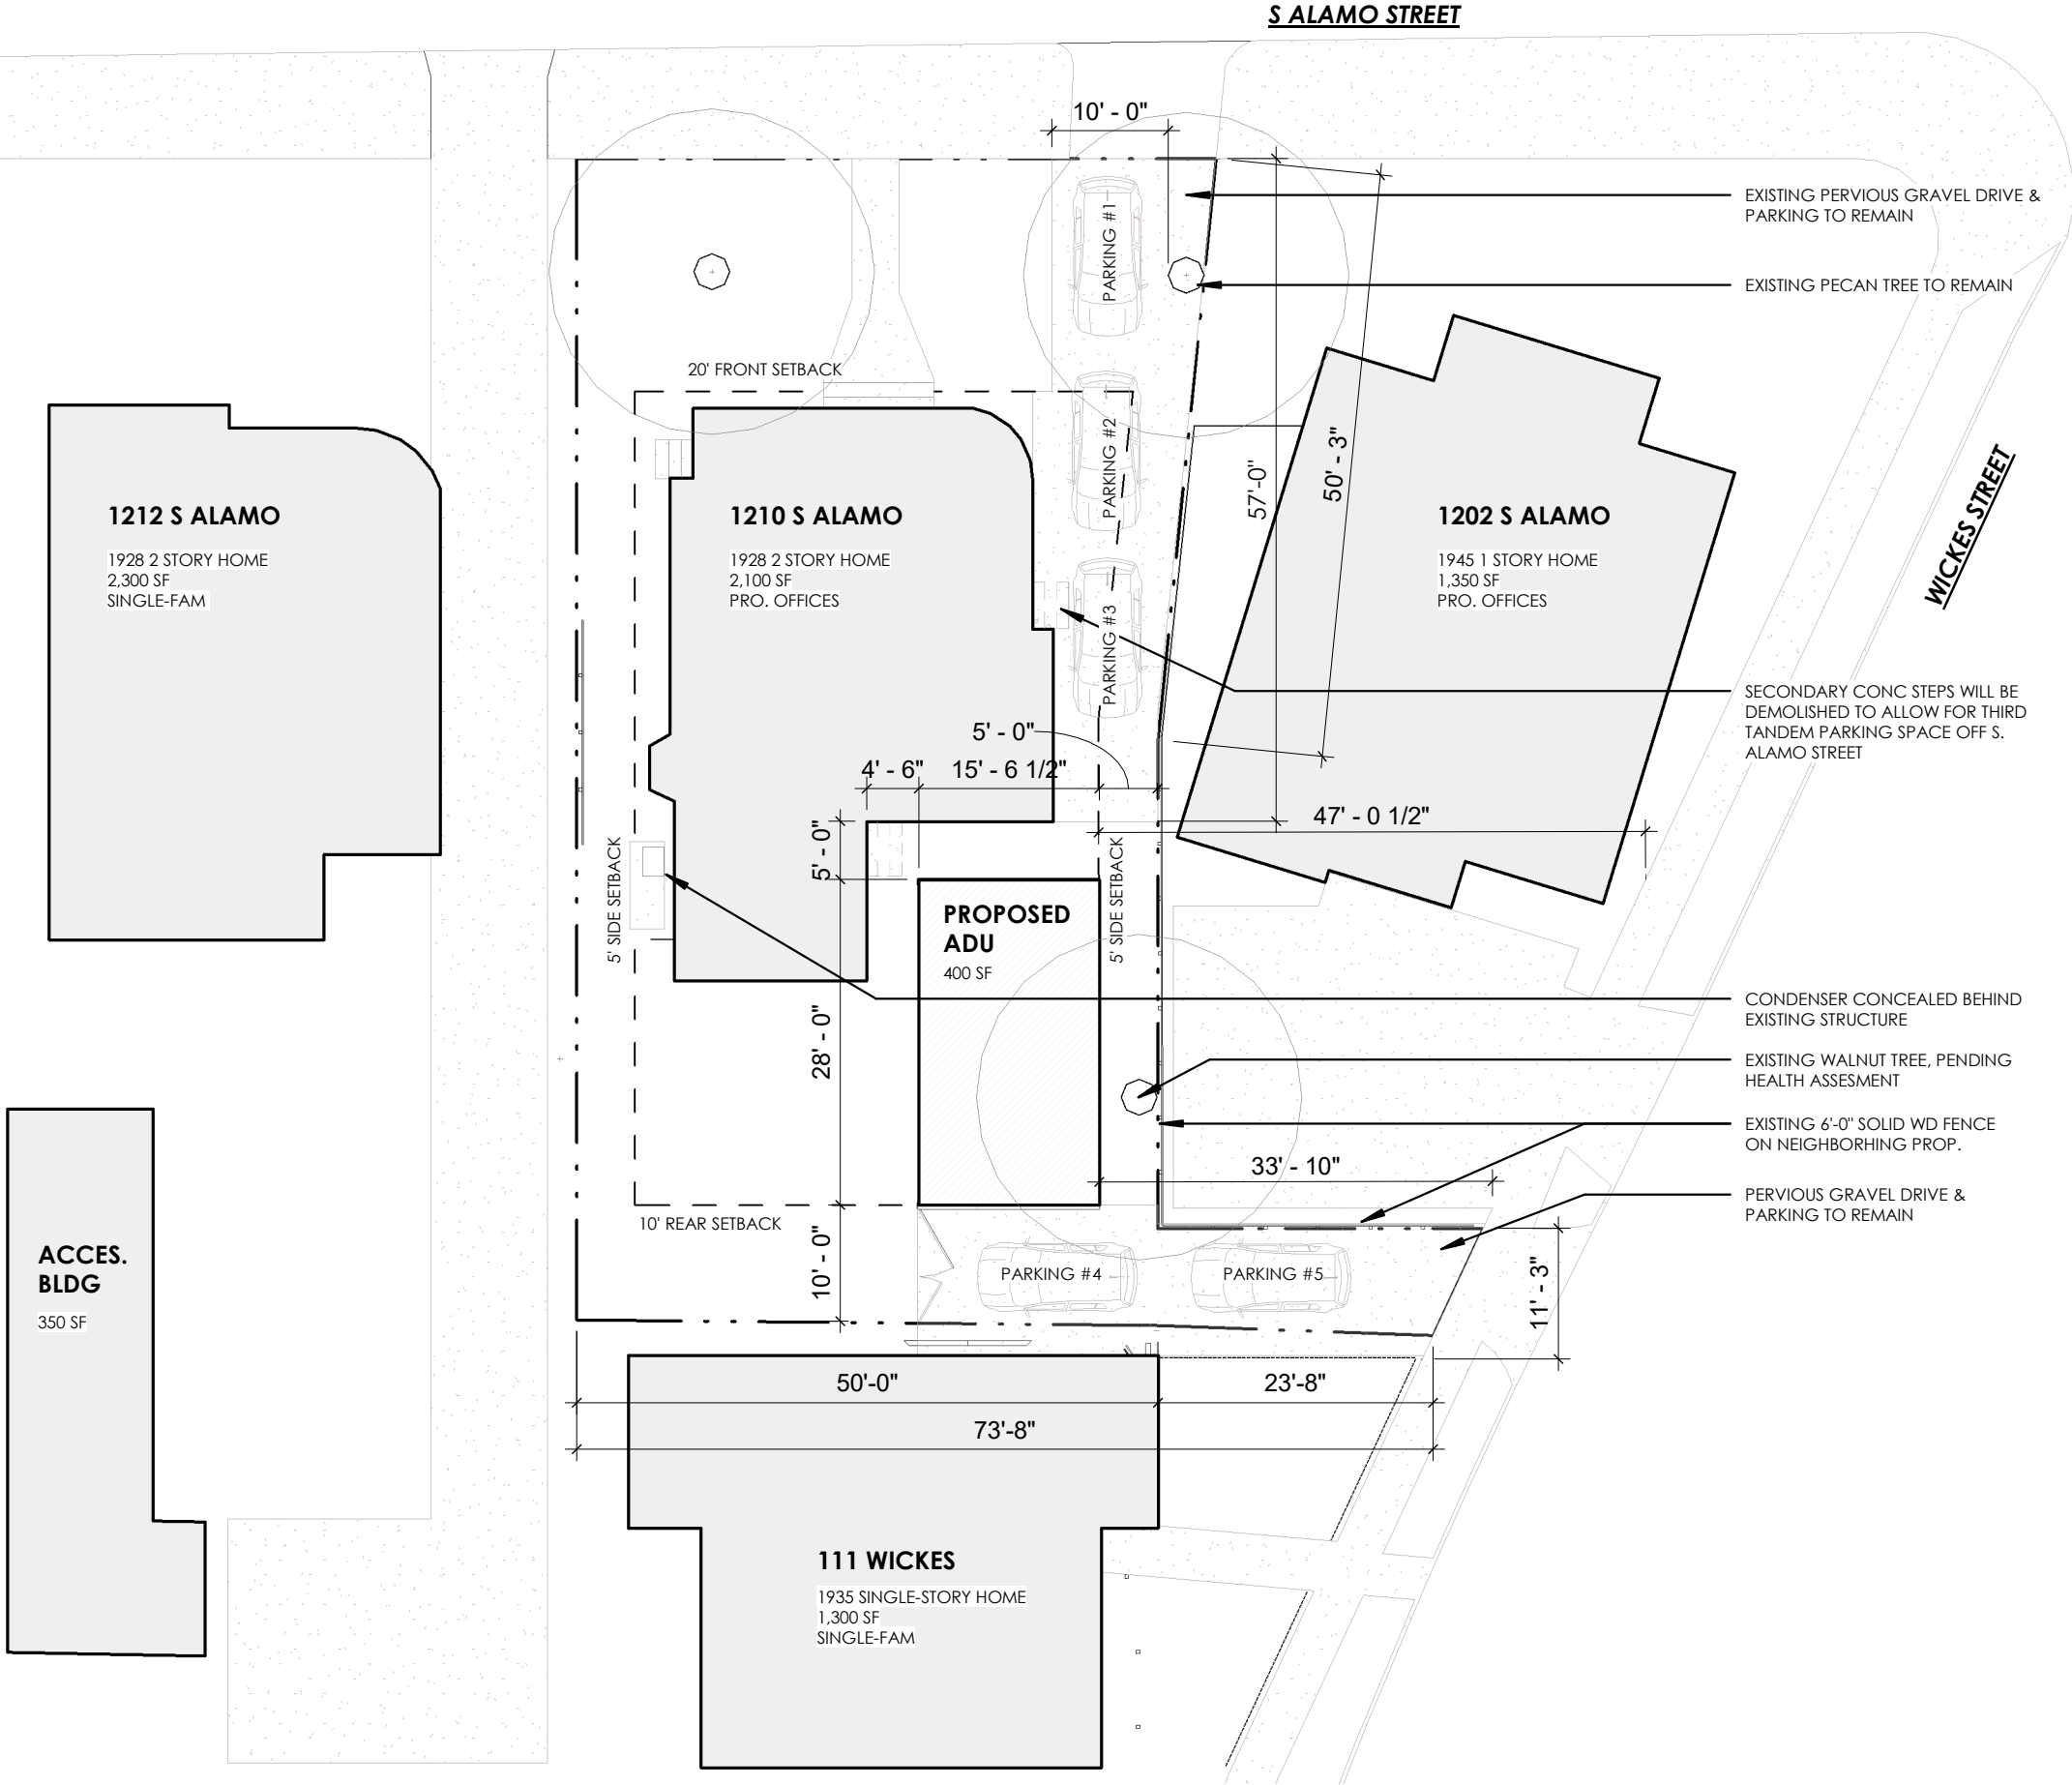 S ALAMO STREET
10' - 0"
EXISTING PERVIOUS GRAVEL DRIVE &
PARKING TO REMAIN
PARKING #1
EXISTING PECAN TREE TO REMAIN
20' FRONT SETBACK
PARKING #2
57'-0"
50' - 3"
WICKES STREET
1212 S ALAMO
1928 2 STORY HOME
2,300 SF
SINGLE-FAM
1210 S ALAMO
1928 2 STORY HOME
2,100 SF
PRO. OFFICES
1202 S ALAMO
1945 1 STORY HOME
1,350 SF
PRO. OFFICES
PARKING #3
SECONDARY CONC STEPS WILL BE
DEMOLISHED TO ALLOW FOR THIRD
TANDEM PARKING SPACE OFF S.
ALAMO STREET
5' - 0"
4' - 6"
15' - 6 1/2"
47' - 0 1/2"
5' - 0"
5' SIDE SETBACK
5' SIDE SETBACK
PROPOSED
ADU
400 SF
CONDENSER CONCEALED BEHIND
EXISTING STRUCTURE
28' - 0"
EXISTING WALNUT TREE, PENDING
HEALTH ASSESMENT
EXISTING 6'-0" SOLID WD FENCE
ON NEIGHBORHING PROP.
33' - 10"
PERVIOUS GRAVEL DRIVE &
PARKING TO REMAIN
10' REAR SETBACK
10' - 0"
PARKING #4
PARKING #5
11' - 3"
ACCES.
BLDG
350 SF
50'-0"
23'-8"
73'-8"
111 WICKES
1935 SINGLE-STORY HOME
1,300 SF
SINGLE-FAM